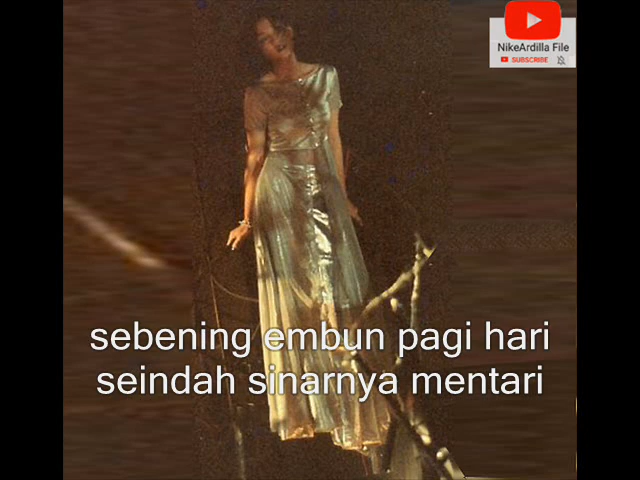 NikeArdilla File
SUBSCRIBE
sebening embun pagi hari
seindah sinarnya mentari